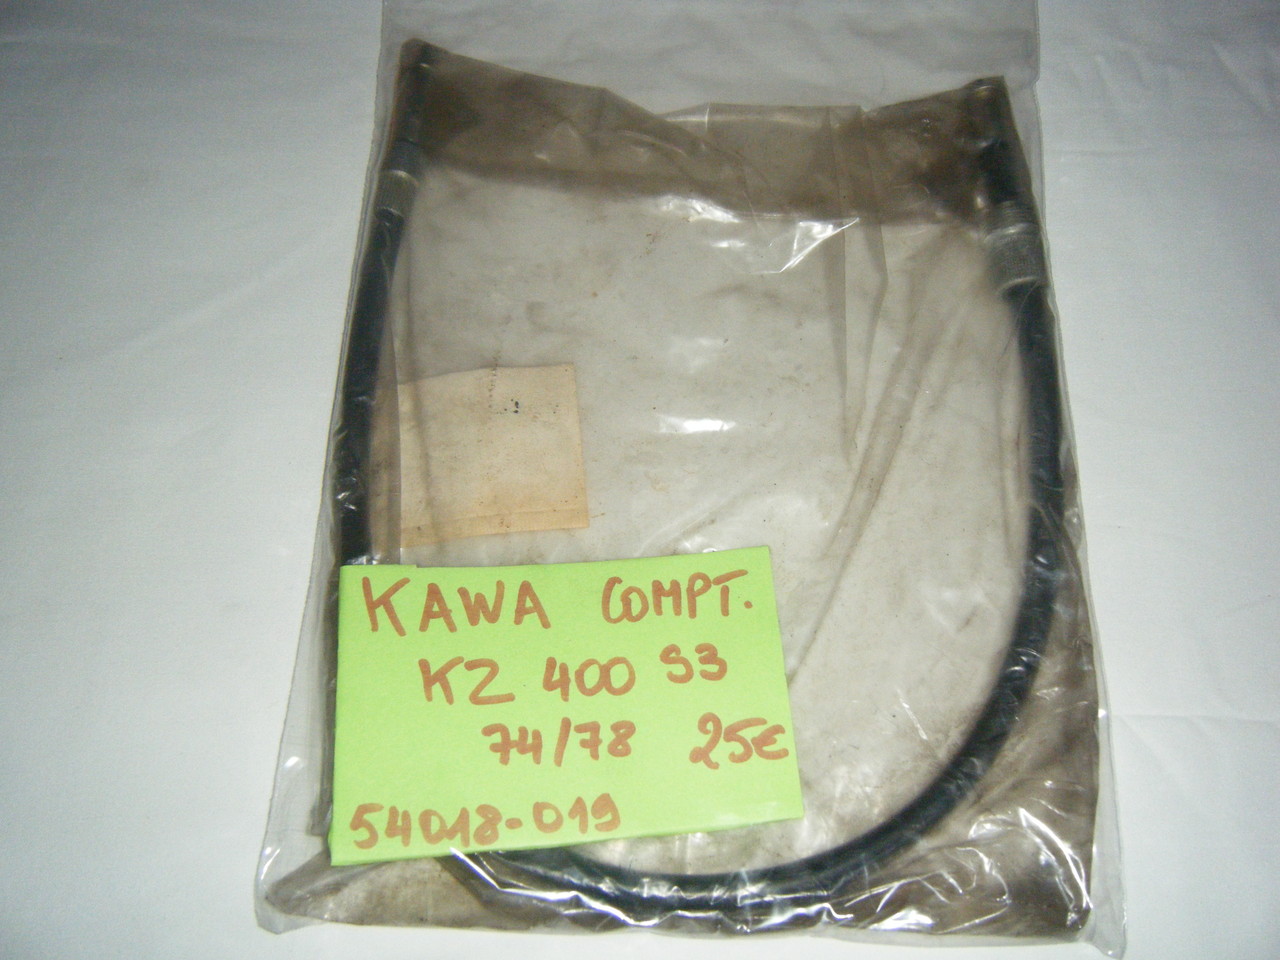 KAWA COMPT.
KZ 400 S3
74/78 25€
54018-019